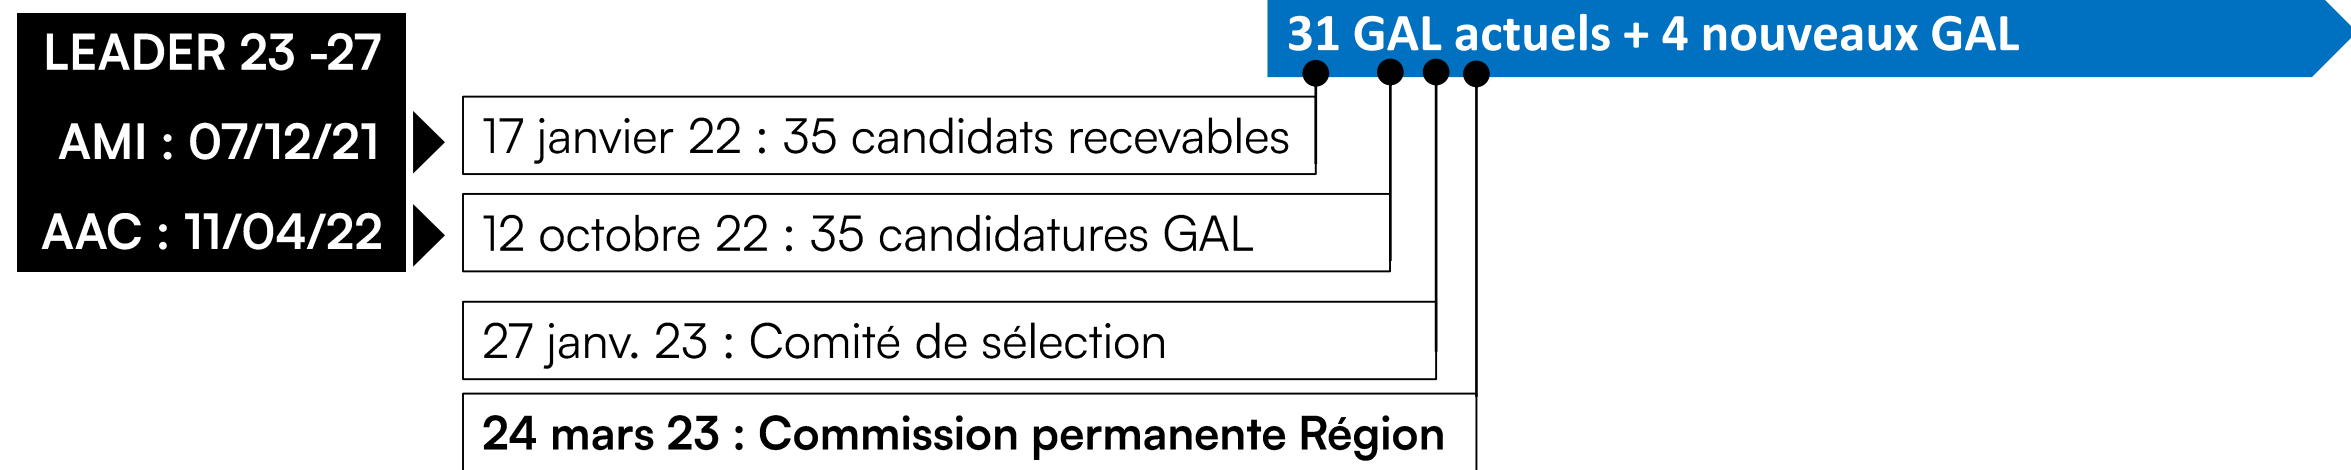 31 GAL actuels + 4 nouveaux GAL
LEADER 23 -27
AMI : 07/12/21
17 janvier 22 : 35 candidats recevables
AAC : 11/04/22
12 octobre 22 : 35 candidatures GAL
27 janv. 23 : Comité de sélection
24 mars 23 : Commission permanente Région